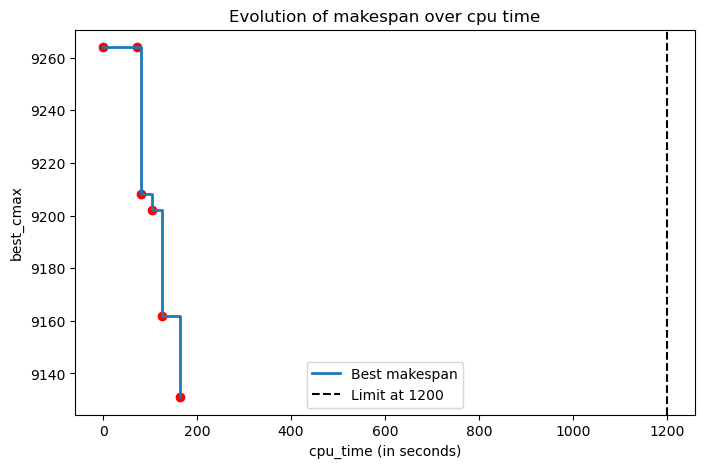 Evolution of makespan over cpu time
best_cmax
9260
9240
9220
9200
9180
9160
9140
Best makespan
Limit at 1200
0
200
400
600
800
1000
1200
cpu_time (in seconds)